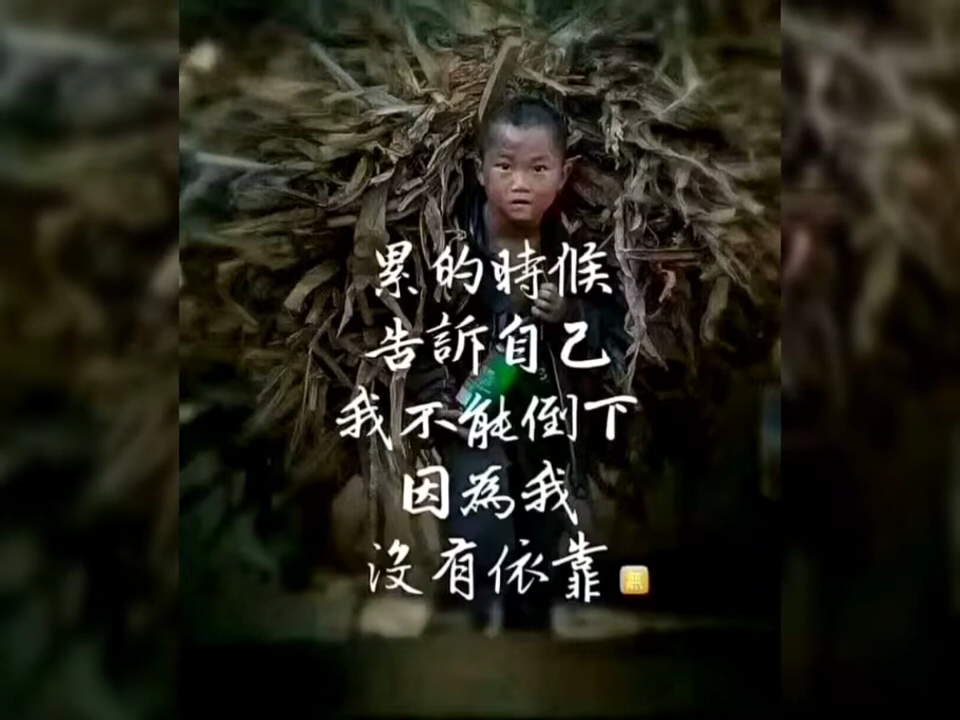 累的時候
告訴自己
我不能倒下
因為我
沒有依靠🈚